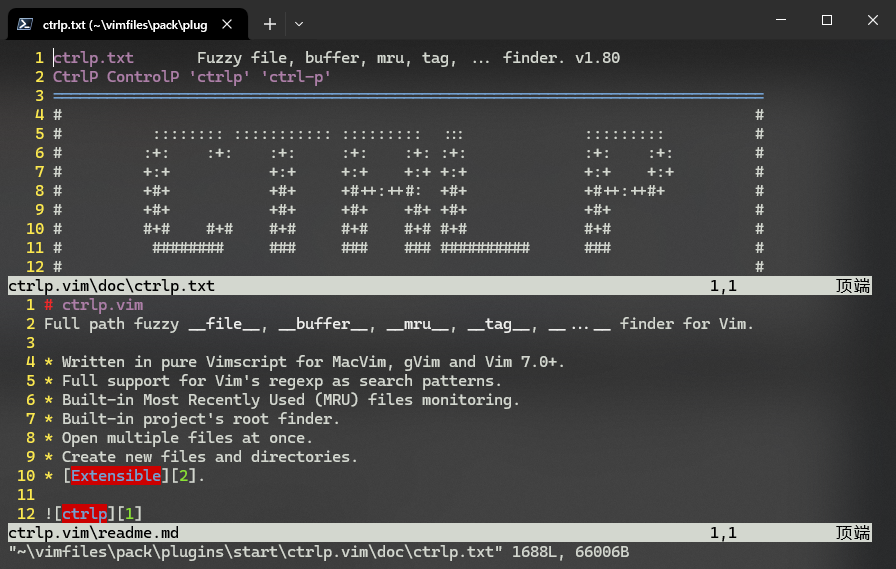 ctrlp.txt (~\vimfiles\pack\plug
1 ctrlp.txt       Fuzzy file, buffer, mru, tag, ... finder. v1.80
2 CtrlP ControlP 'ctrlp' 'ctrl-p'
3 ===============================================================================
4 #                                                                             #
5 #          :::::::: ::::::::::: :::::::::   :::             :::::::::          #
6 #         :+:    :+:    :+:     :+:    :+: :+:             :+:    :+:         #
7 #         +:+           +:+     +:+    +:+ +:+             +:+    +:+         #
8 #         +#+           +#+     +#++:++#:  +#+             +#++:++#+          #
9 #         +#+           +#+     +#+    +#+ +#+             +#+                #
10 #         #+#    #+#    #+#     #+#    #+# #+#             #+#                #
11 #          ########     ###     ###    ### ##########      ###                #
12 #                                                                             #
ctrlp.vim\doc\ctrlp.txt 1,1 顶端
1 # ctrlp.vim
2 Full path fuzzy __file__, __buffer__, __mru__, __tag__, __...__ finder for Vim.
3
4 * Written in pure Vimscript for MacVim, gVim and Vim 7.0+.
5 * Full support for Vim's regexp as search patterns.
6 * Built-in Most Recently Used (MRU) files monitoring.
7 * Built-in project's root finder.
8 * Open multiple files at once.
9 * Create new files and directories.
10 * [Extensible][2].
11
12 ![ctrlp][1]
ctrlp.vim\readme.md 1,1 顶端
"~\vimfiles\pack\plugins\start\ctrlp.vim\doc\ctrlp.txt" 1688L, 66006B